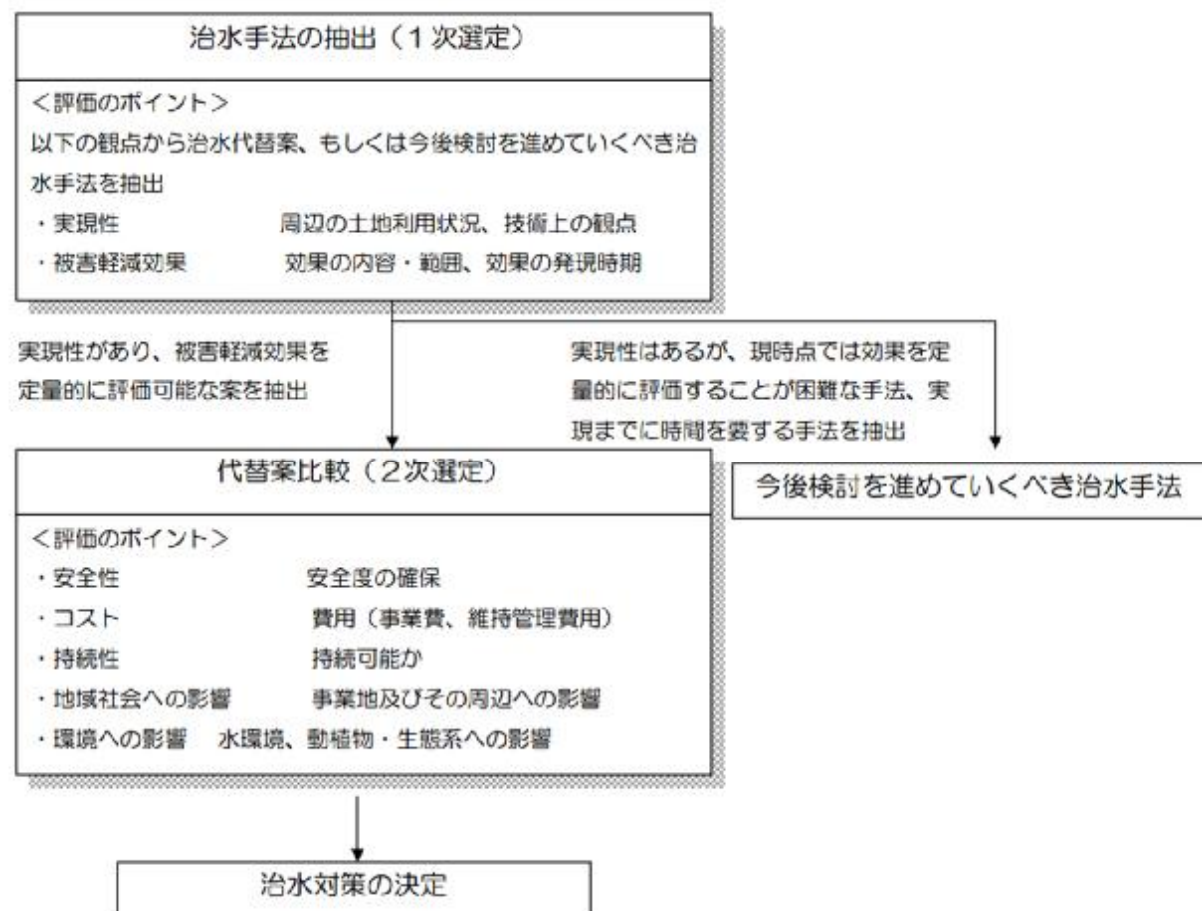 治水手法の抽出（１次選定）
＜評価のポイント＞
以下の観点から治水代替案、もしくは今後検討を進めていくべき治
水手法を抽出
・実現性 周辺の土地利用状況、技術上の観点
・被害軽減効果 効果の内容・範囲、効果の発現時期
実現性があり、被害軽減効果を
定量的に評価可能な案を抽出
実現性はあるが、現時点では効果を定
量的に評価することが困難な手法、実
現までに時間を要する手法を抽出
代替案比較（２次選定）
＜評価のポイント＞
・安全性 安全度の確保
・コスト 費用（事業費、維持管理費用）
・持続性 持続可能か
・地域社会への影響 事業地及びその周辺への影響
・環境への影響 水環境、動植物・生態系への影響
今後検討を進めていくべき治水手法
治水対策の決定